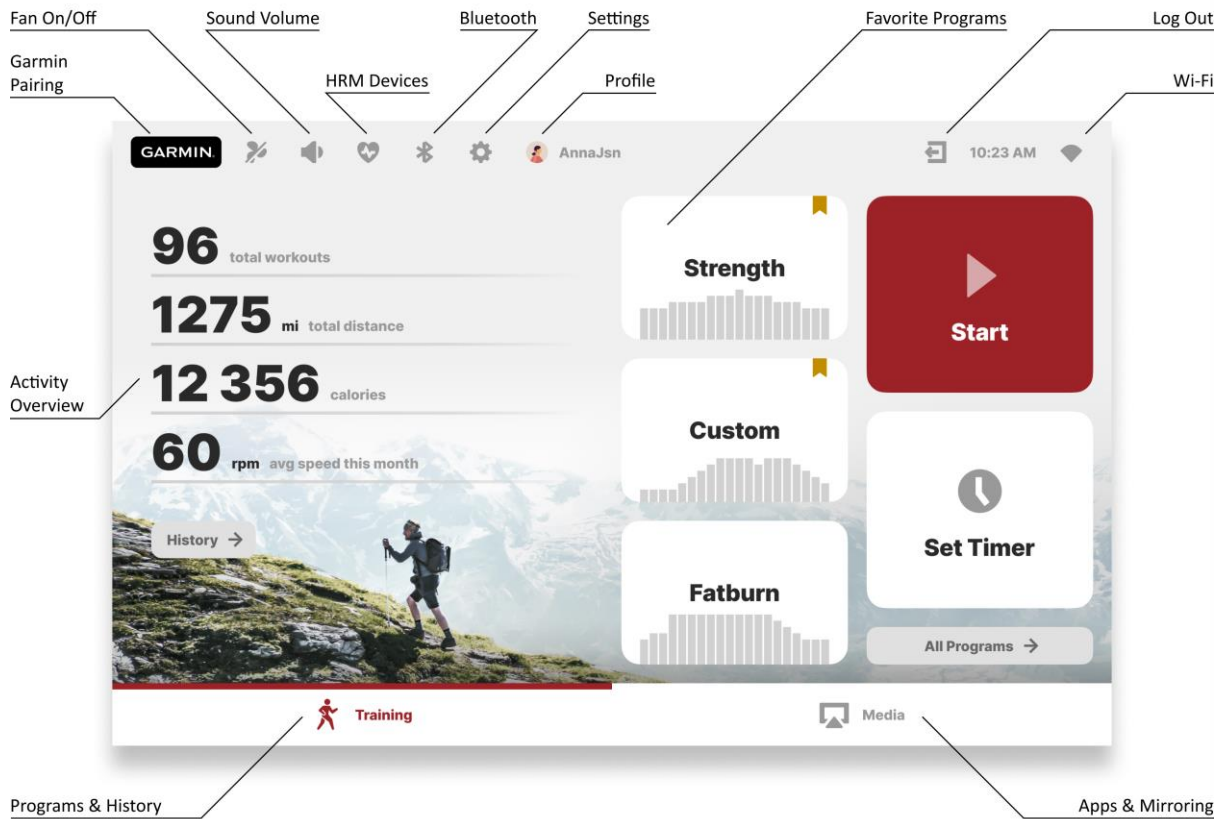 Fan On/Off
Sound Volume
Bluetooth
Settings
Favorite Programs
Log Out
Garmin
Pairing
HRM Devices
Profile
Wi-Fi
GARMIN.
AnnaJsn
10:23 AM
96 total workouts
1275 mi total distance
12 356 calories
60 rpm avg speed this month
History →
Activity
Overview
Strength
Custom
Fatburn
Start
Set Timer
All Programs →
Training
Media
Programs & History
Apps & Mirroring